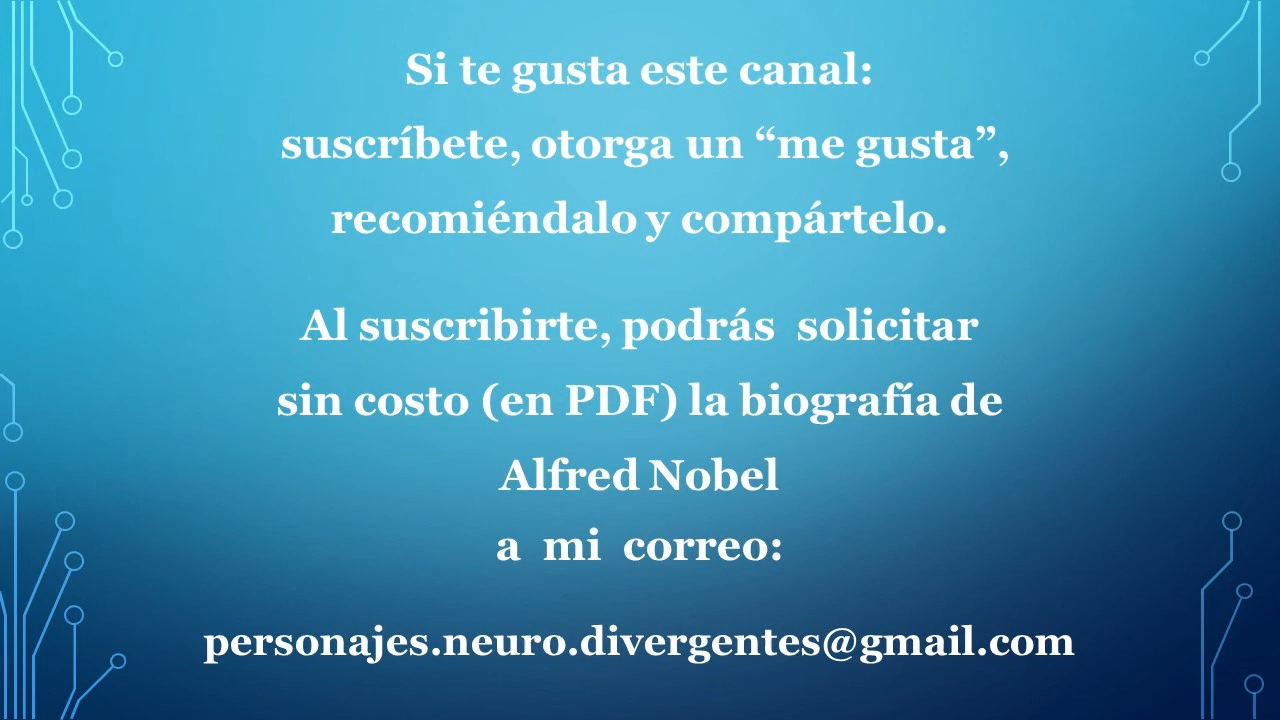 Si te gusta este canal:
suscríbete, otorga un “me gusta”,
recomiéndalo y compártelo.
Al suscribirte, podrás  solicitar
sin costo (en PDF) la biografía de
Alfred Nobel
a  mi  correo:
personajes.neuro.divergentes@gmail.com